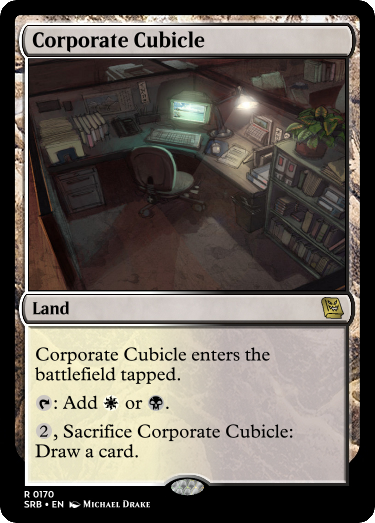 Corporate Cubicle
Land
Corporate Cubicle enters the
battlefield tapped.
: Add or .
2, Sacrifice Corporate Cubicle:
Draw a card.
R 0170
SRB • EN Michael Drake